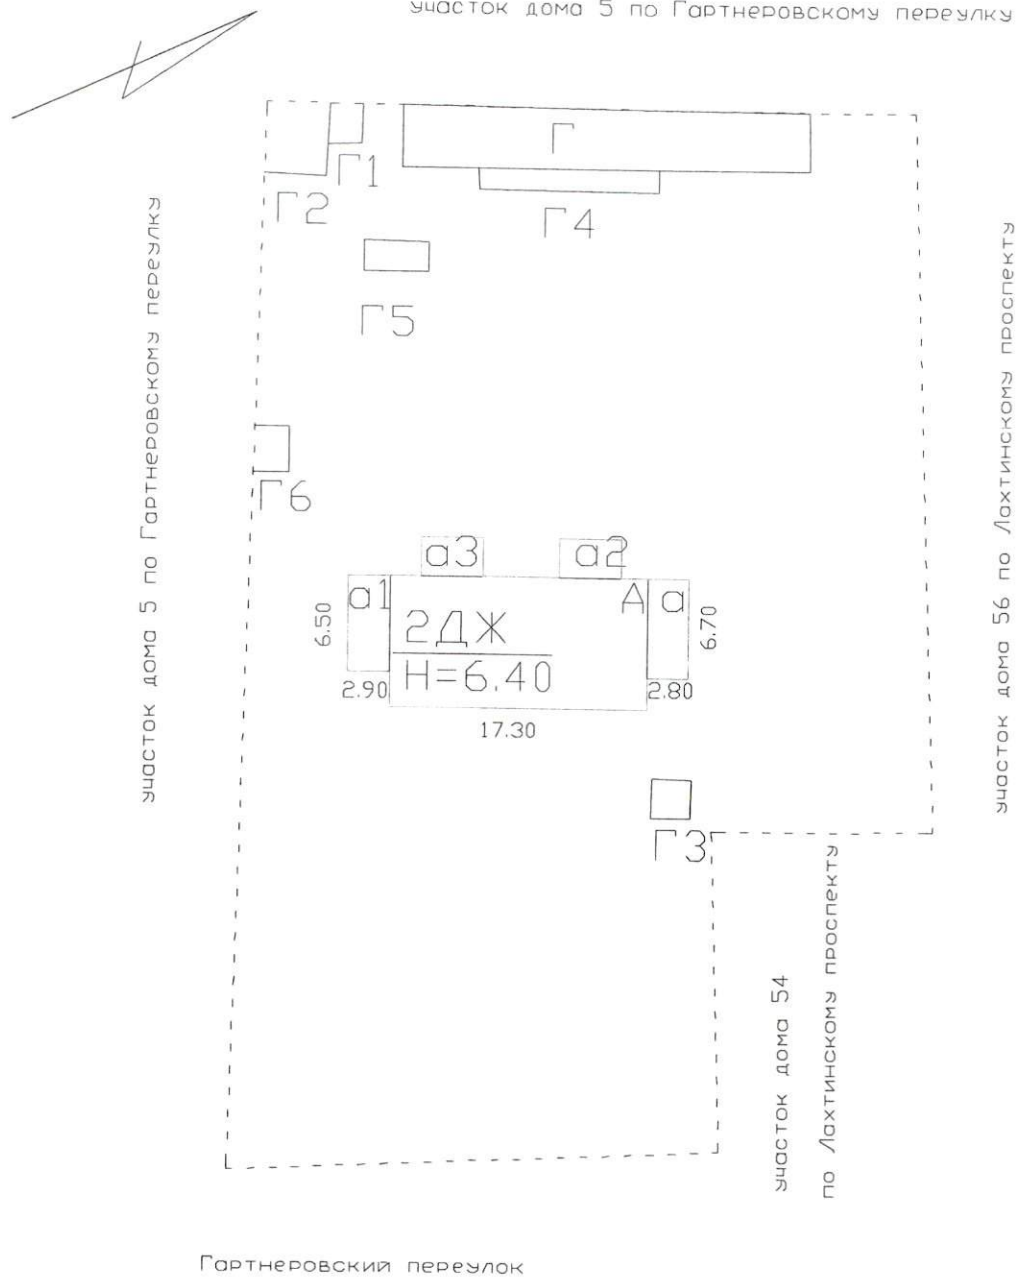 участок дома 5 по Гартнеровскому переулку
Г
Г1
Г2
Г4
Г5
участок дома 5 по Гартнеровскому переулку
участок дома 56 по Лахтинскому проспекту
Г6
а3
а2
а1
А
а
2ДЖ
Н=6.40
6.50
6.70
2.90
2.80
17.30
Г3
участок дома 54
по Лахтинскому проспекту
Гартнеровский переулок